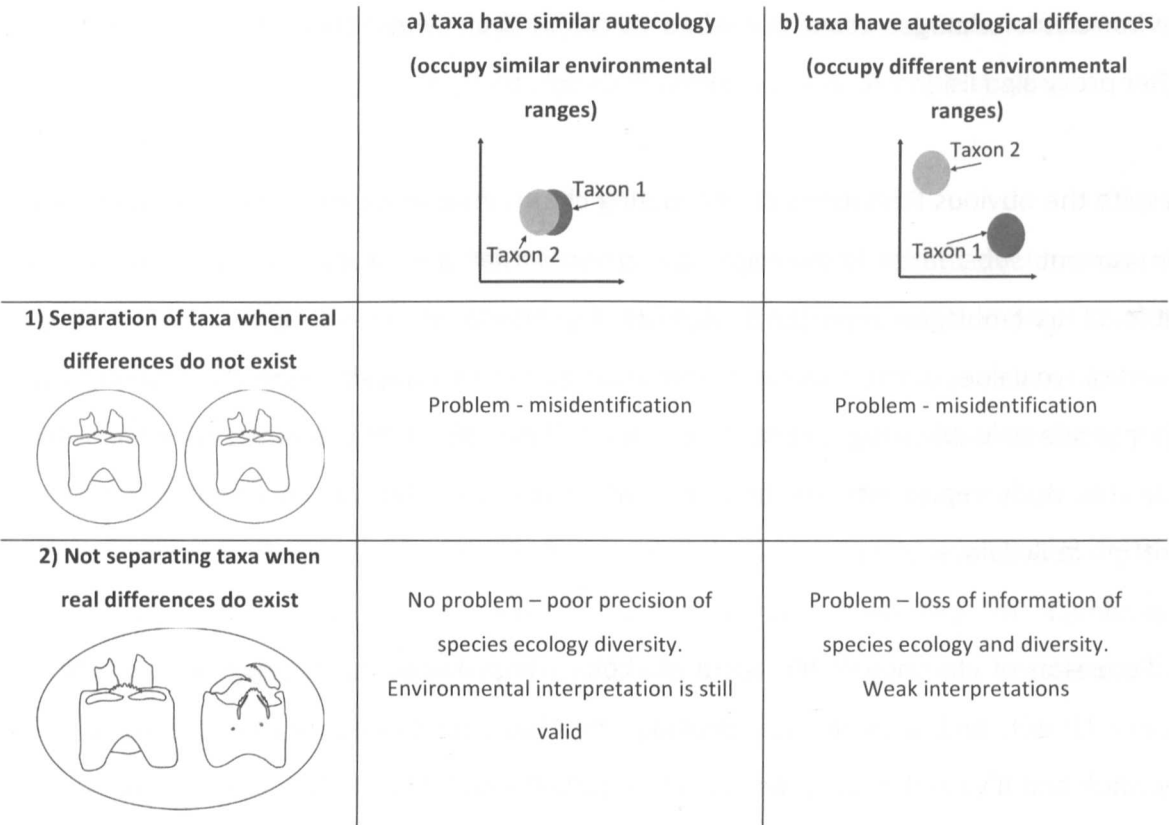 a) taxa have similar autecology
(occupy similar environmental
ranges)
Taxon 1
Taxon 2
b) taxa have autecological differences
(occupy different environmental
ranges)
Taxon 2
Taxon 1
1) Separation of taxa when real
differences do not exist
Problem - misidentification
Problem - misidentification
2) Not separating taxa when
real differences do exist
No problem – poor precision of
species ecology diversity.
Environmental interpretation is still
valid
Problem – loss of information of
species ecology and diversity.
Weak interpretations